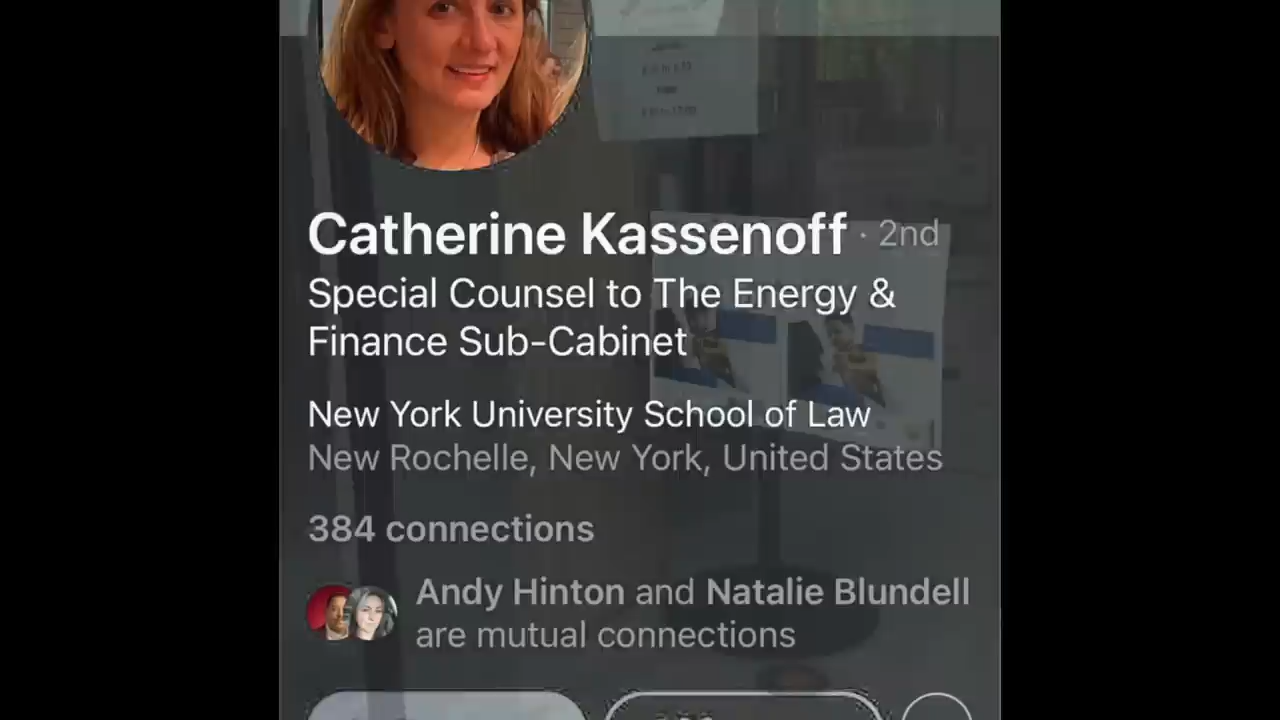 Catherine Kassenoff · 2nd
Special Counsel to The Energy &
Finance Sub-Cabinet
New York University School of Law
New Rochelle, New York, United States
384 connections
Andy Hinton and Natalie Blundell
are mutual connections